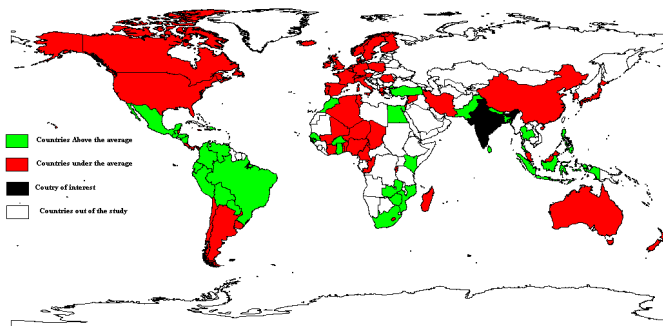 Countries Above the average
Countries under the average
Coutry of interest
Countries out of the study